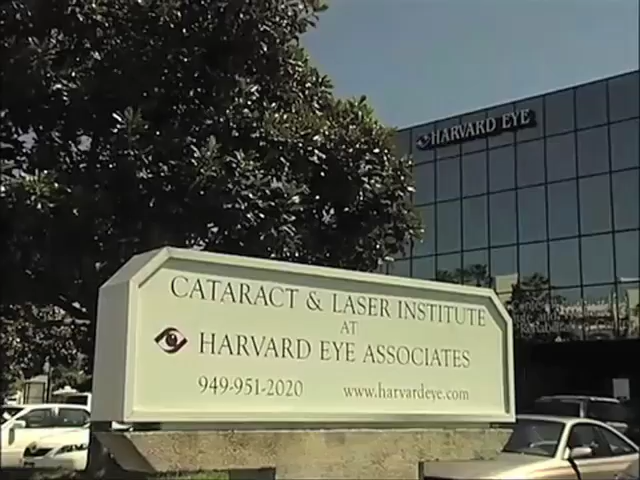 HARVARD EYE
CATARACT & LASER INSTITUTE
AT
HARVARD EYE ASSOCIATES
949-951-2020 www.harvardeye.com